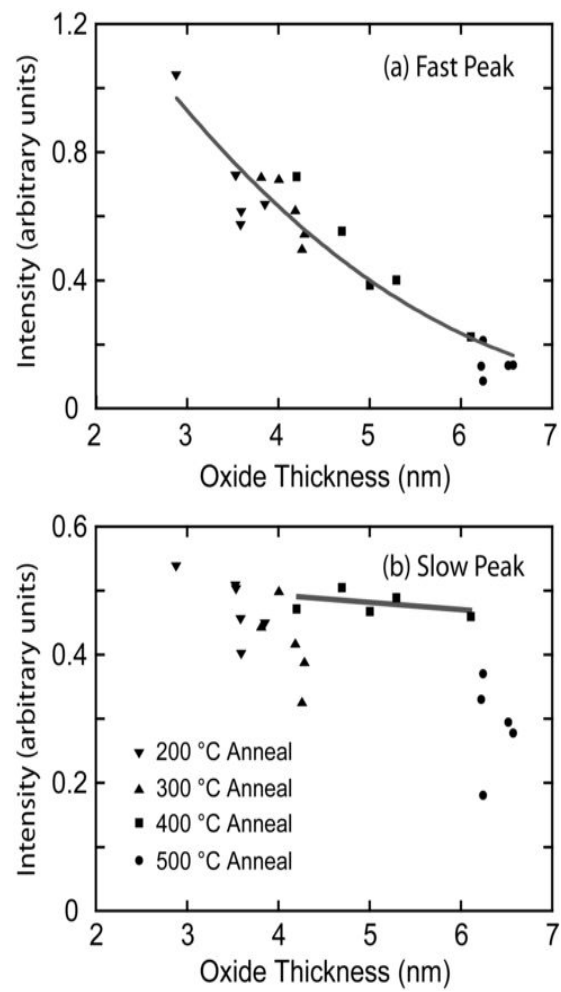 1.2
(a) Fast Peak
0.8
0.4
0
Intensity (arbitrary units)
2 3 4 5 6 7
Oxide Thickness (nm)
0.6
(b) Slow Peak
0.4
0.2
0
Intensity (arbitrary units)
200 °C Anneal
300 °C Anneal
400 °C Anneal
500 °C Anneal
2 3 4 5 6 7
Oxide Thickness (nm)